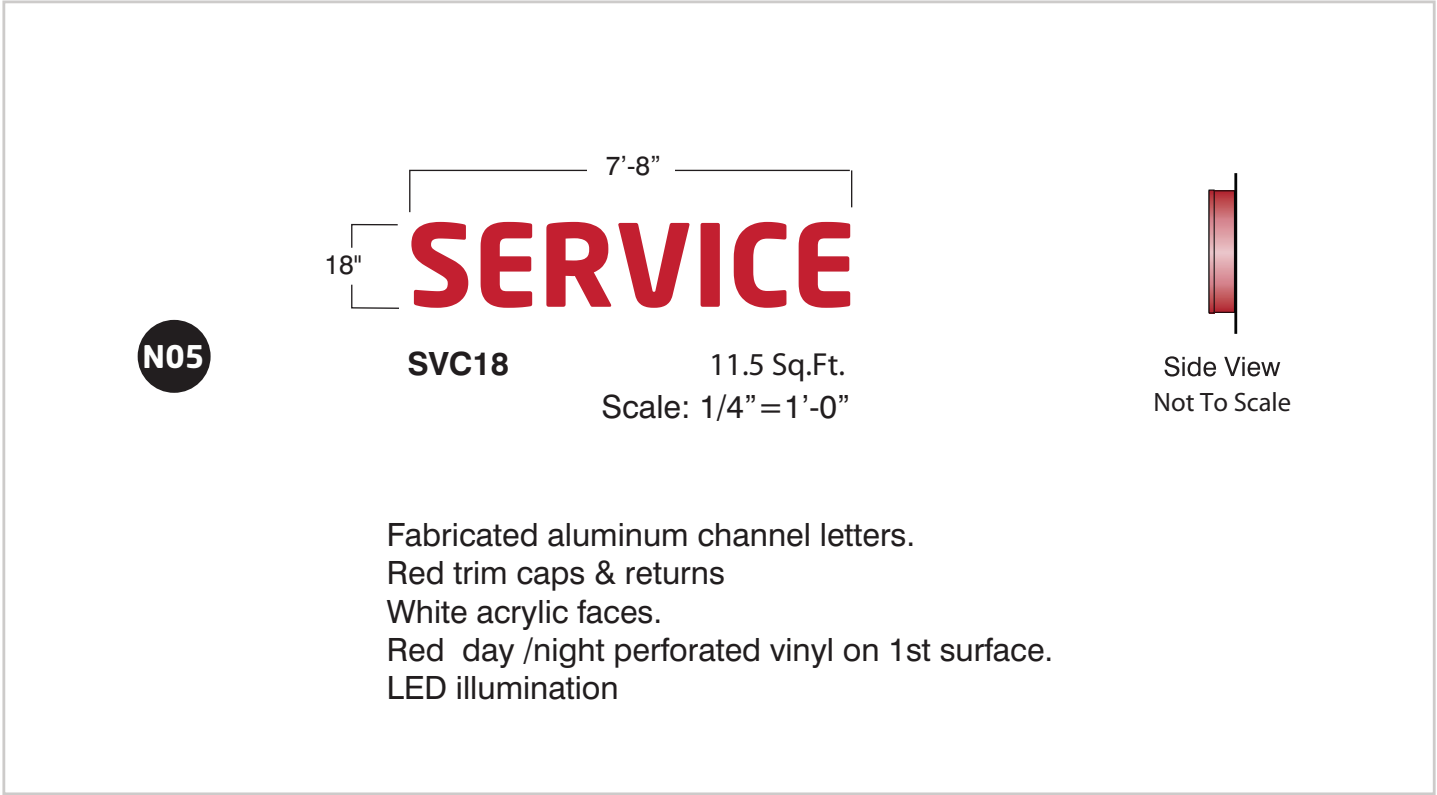 7’-8”
18"
SERVICE
N05
SVC18
11.5 Sq.Ft.
Scale: 1/4”=1’-0”
Side View
Not To Scale
Fabricated aluminum channel letters.
Red trim caps & returns
White acrylic faces.
Red  day /night perforated vinyl on 1st surface.
LED illumination